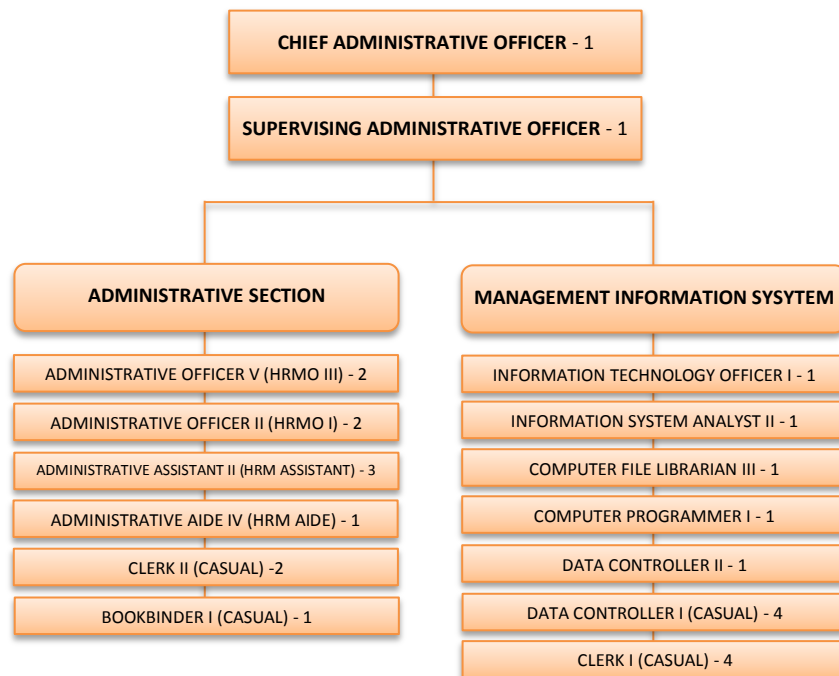 CHIEF ADMINISTRATIVE OFFICER - 1
SUPERVISING ADMINISTRATIVE OFFICER - 1
ADMINISTRATIVE SECTION
ADMINISTRATIVE OFFICER V (HRMO III) - 2
ADMINISTRATIVE OFFICER II (HRMO I) - 2
ADMINISTRATIVE ASSISTANT II (HRM ASSISTANT) - 3
ADMINISTRATIVE AIDE IV (HRM AIDE) - 1
CLERK II (CASUAL) -2
BOOKBINDER I (CASUAL) - 1
MANAGEMENT INFORMATION SYSYTEM
INFORMATION TECHNOLOGY OFFICER I - 1
INFORMATION SYSTEM ANALYST II - 1
COMPUTER FILE LIBRARIAN III - 1
COMPUTER PROGRAMMER I - 1
DATA CONTROLLER II - 1
DATA CONTROLLER I (CASUAL) - 4
CLERK I (CASUAL) - 4